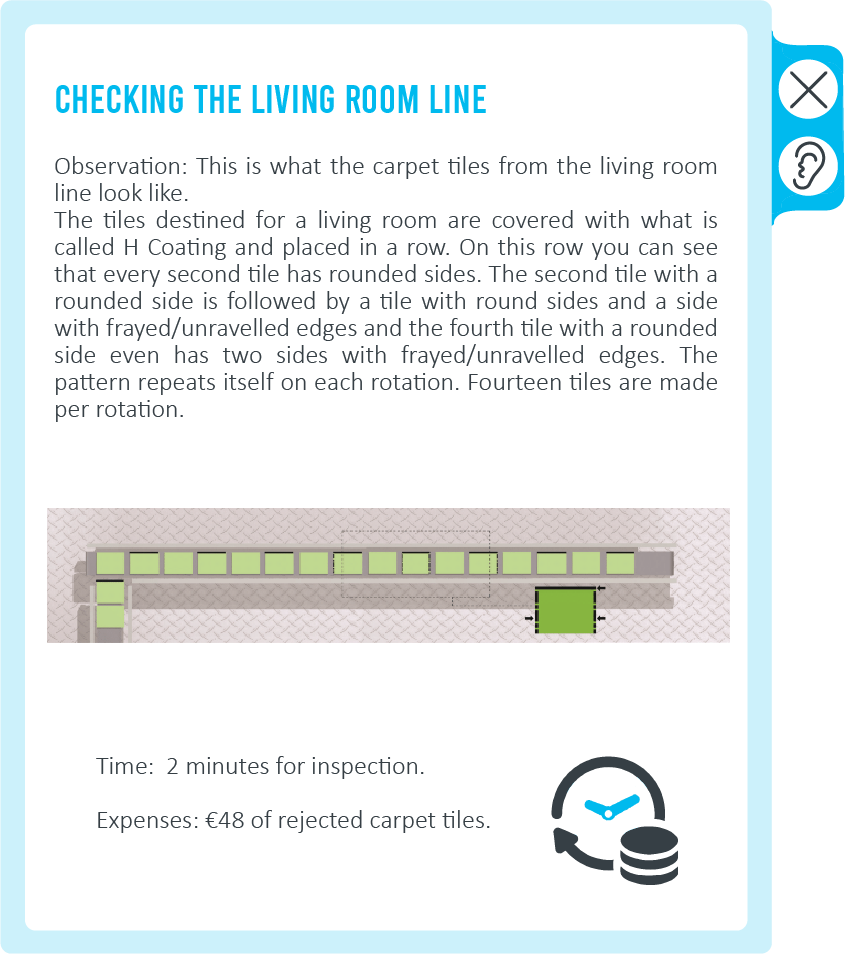 CHECKING THE LIVING ROOM LINE
Observation: This is what the carpet tiles from the living room
line look like.
The tiles destined for a living room are covered with what is
called H Coating and placed in a row. On this row you can see
that every second tile has rounded sides. The second tile with a
rounded side is followed by a tile with round sides and a side
with frayed/unravelled edges and the fourth tile with a rounded
side even has two sides with frayed/unravelled edges. The
pattern repeats itself on each rotation. Fourteen tiles are made
per rotation.
Time: 2 minutes for inspection.
Expenses: €48 of rejected carpet tiles.